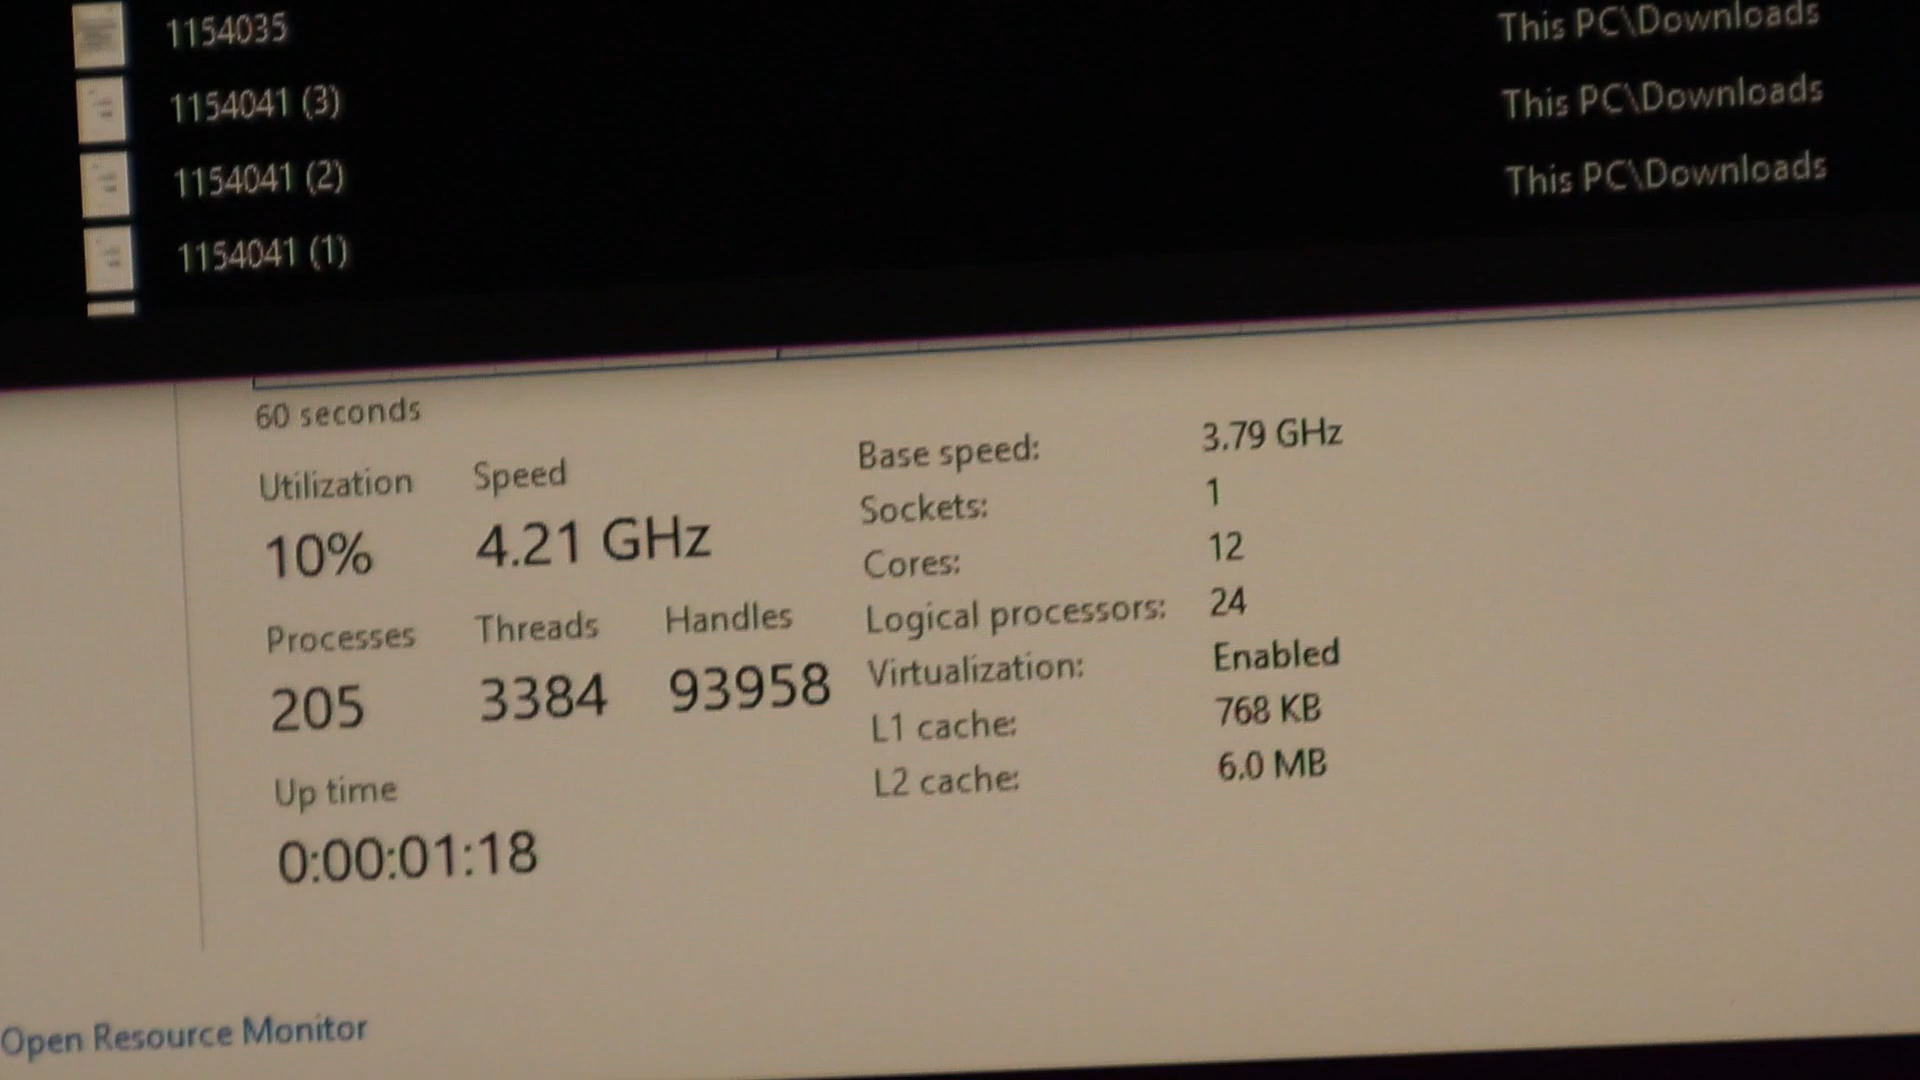 1154035 This PC\Downloads
1154041 (3) This PC\Downloads
1154041 (2) This PC\Downloads
1154041 (1)
60 seconds
Utilization Speed
10% 4.21 GHz
Processes Threads Handles
205 3384 93958
Up time
0:00:01:18
Base speed: 3.79 GHz
Sockets: 1
Cores: 12
Logical processors: 24
Virtualization: Enabled
L1 cache: 768 KB
L2 cache: 6.0 MB
Open Resource Monitor